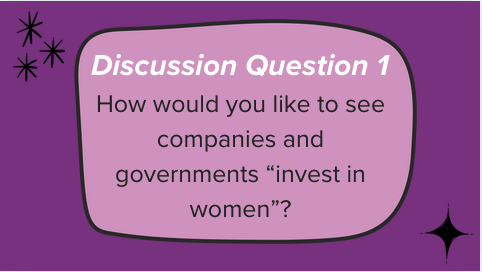 Discussion Question 1
How would you like to see
companies and
governments “invest in
women”?